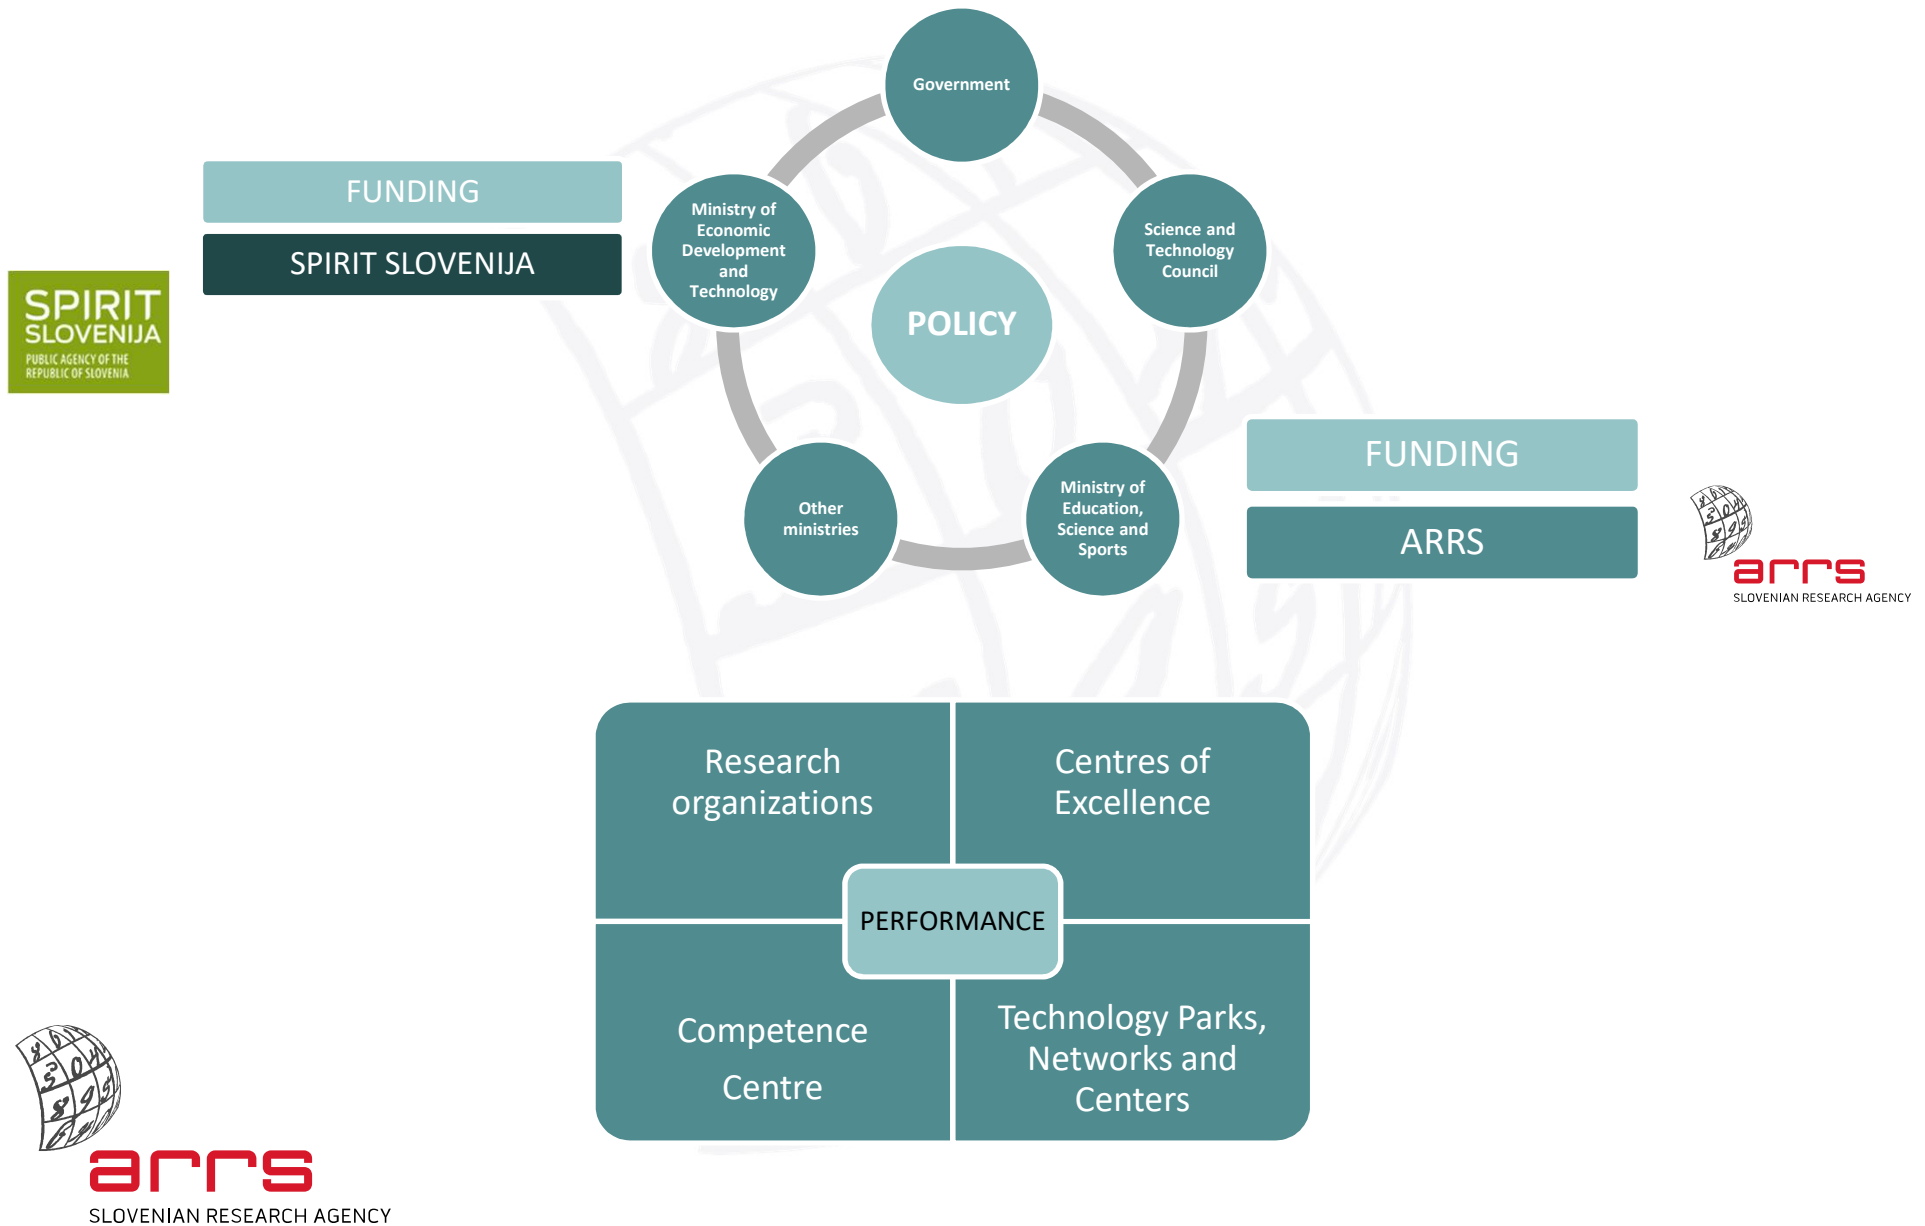 Government
FUNDING
SPIRIT SLOVENIJA
SPIRIT
SLOVENIJA
PUBLIC AGENCY OF THE
REPUBLIC OF SLOVENIA
Ministry of
Economic
Development
and
Technology
Science and
Technology
Council
POLICY
Other
ministries
Ministry of
Education,
Science and
Sports
FUNDING
ARRS
arrs
SLOVENIAN RESEARCH AGENCY
Research
organizations
Centres of
Excellence
PERFORMANCE
Competence
Centre
Technology Parks,
Networks and
Centers
arrs
SLOVENIAN RESEARCH AGENCY